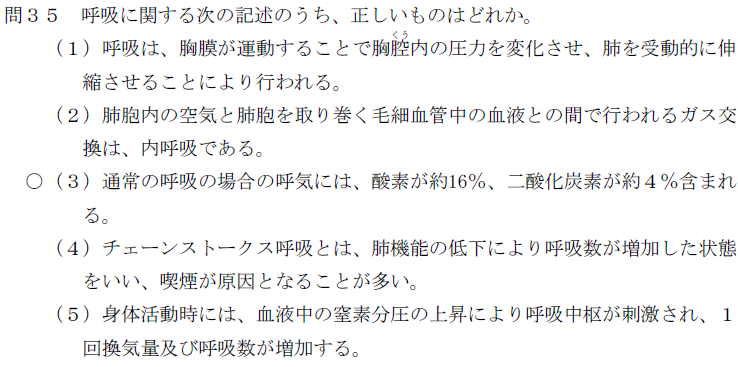 問３５　呼吸に関する次の記述のうち、正しいものはどれか。
（１）呼吸は、胸膜が運動することで胸腔くう内の圧力を変化させ、肺を受動的に伸
縮させることにより行われる。
（２）肺胞内の空気と肺胞を取り巻く毛細血管中の血液との間で行われるガス交
換は、内呼吸である。
○（３）通常の呼吸の場合の呼気には、酸素が約16％、二酸化炭素が約４％含まれ
る。
（４）チェーンストークス呼吸とは、肺機能の低下により呼吸数が増加した状態
をいい、喫煙が原因となることが多い。
（５）身体活動時には、血液中の窒素分圧の上昇により呼吸中枢が刺激され、１
回換気量及び呼吸数が増加する。